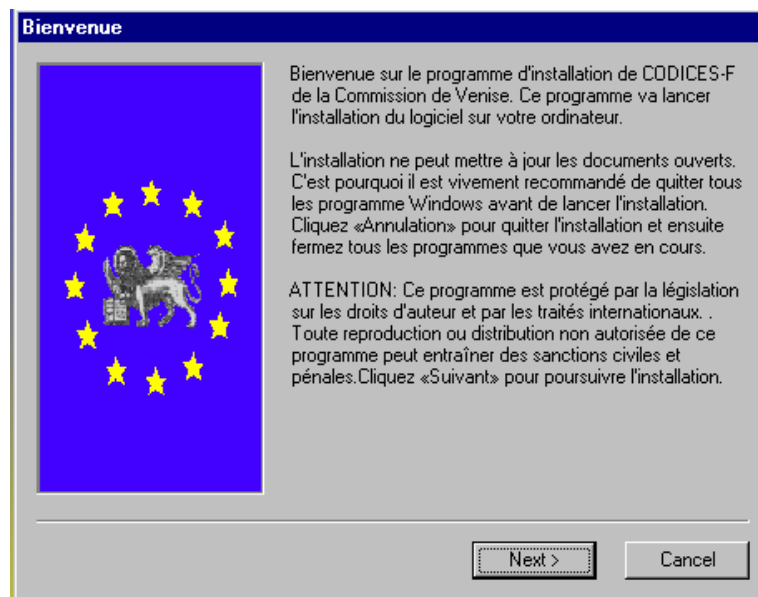 Bienvenue
Bienvenue sur le programme d'installation de CODICES-F
de la Commission de Venise. Ce programme va lancer
l'installation du logiciel sur votre ordinateur.
L'installation ne peut mettre à jour les documents ouverts.
C'est pourquoi il est vivement recommandé de quitter tous
les programme Windows avant de lancer l'installation.
Cliquez «Annulation» pour quitter l'installation et ensuite
fermez tous les programmes que vous avez en cours.
ATTENTION: Ce programme est protégé par la législation
sur les droits d'auteur et par les traités internationaux. .
Toute reproduction ou distribution non autorisée de ce
programme peut entraîner des sanctions civiles et
pénales.Cliquez «Suivant» pour poursuivre l'installation.
Next >
Cancel